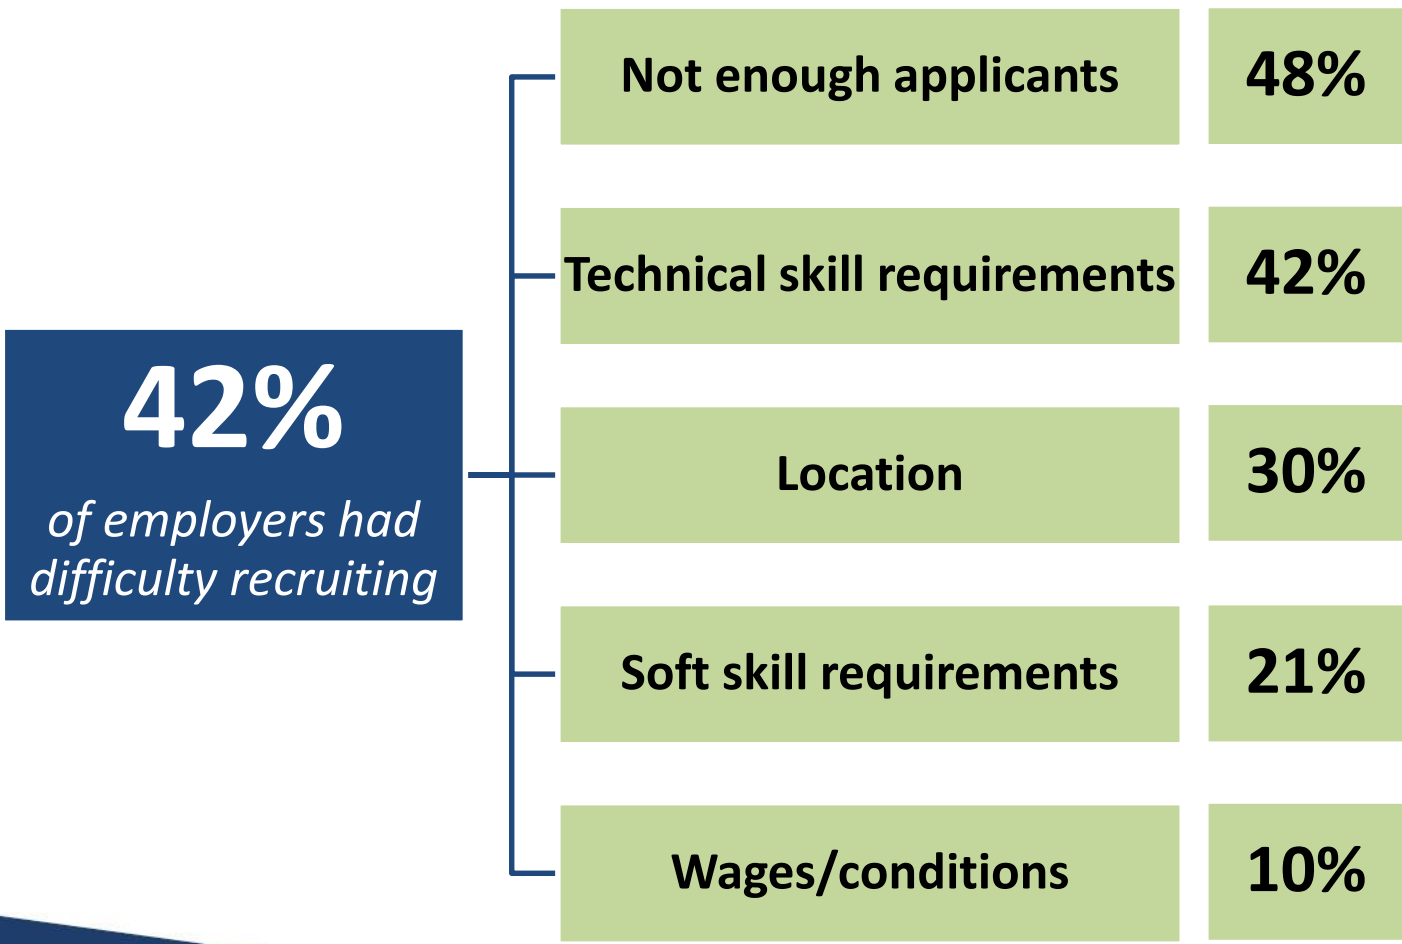 Not enough applicants 48%
Technical skill requirements 42%
42%
of employers had
difficulty recruiting
Location 30%
Soft skill requirements 21%
Wages/conditions 10%